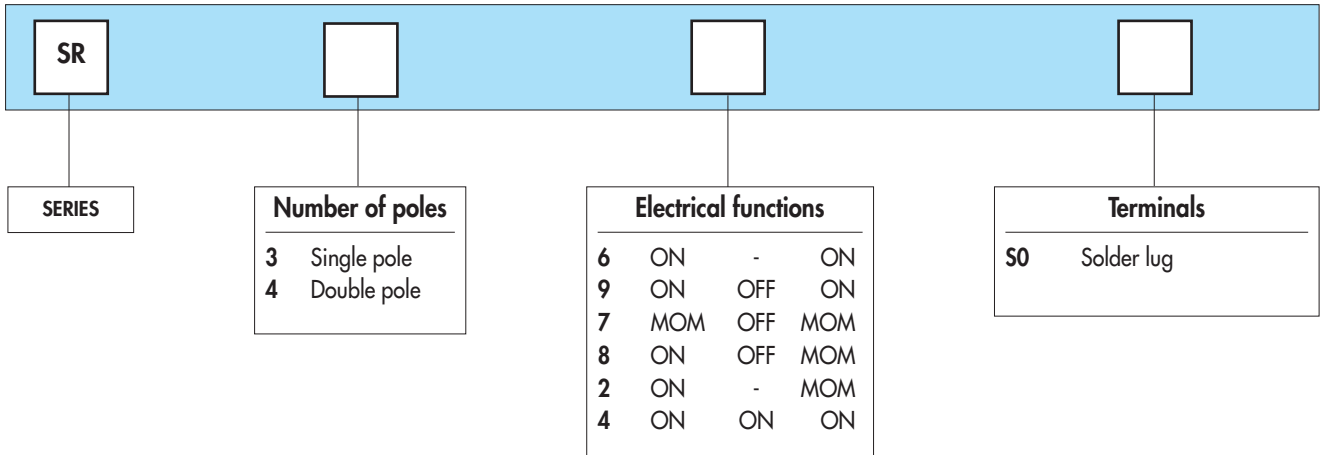 SR
SERIES
Number of poles
3 Single pole
4 Double pole
Electrical functions
6 ON - ON
9 ON OFF ON
7 MOM OFF MOM
8 ON OFF MOM
2 ON - MOM
4 ON ON ON
Terminals
S0 Solder lug